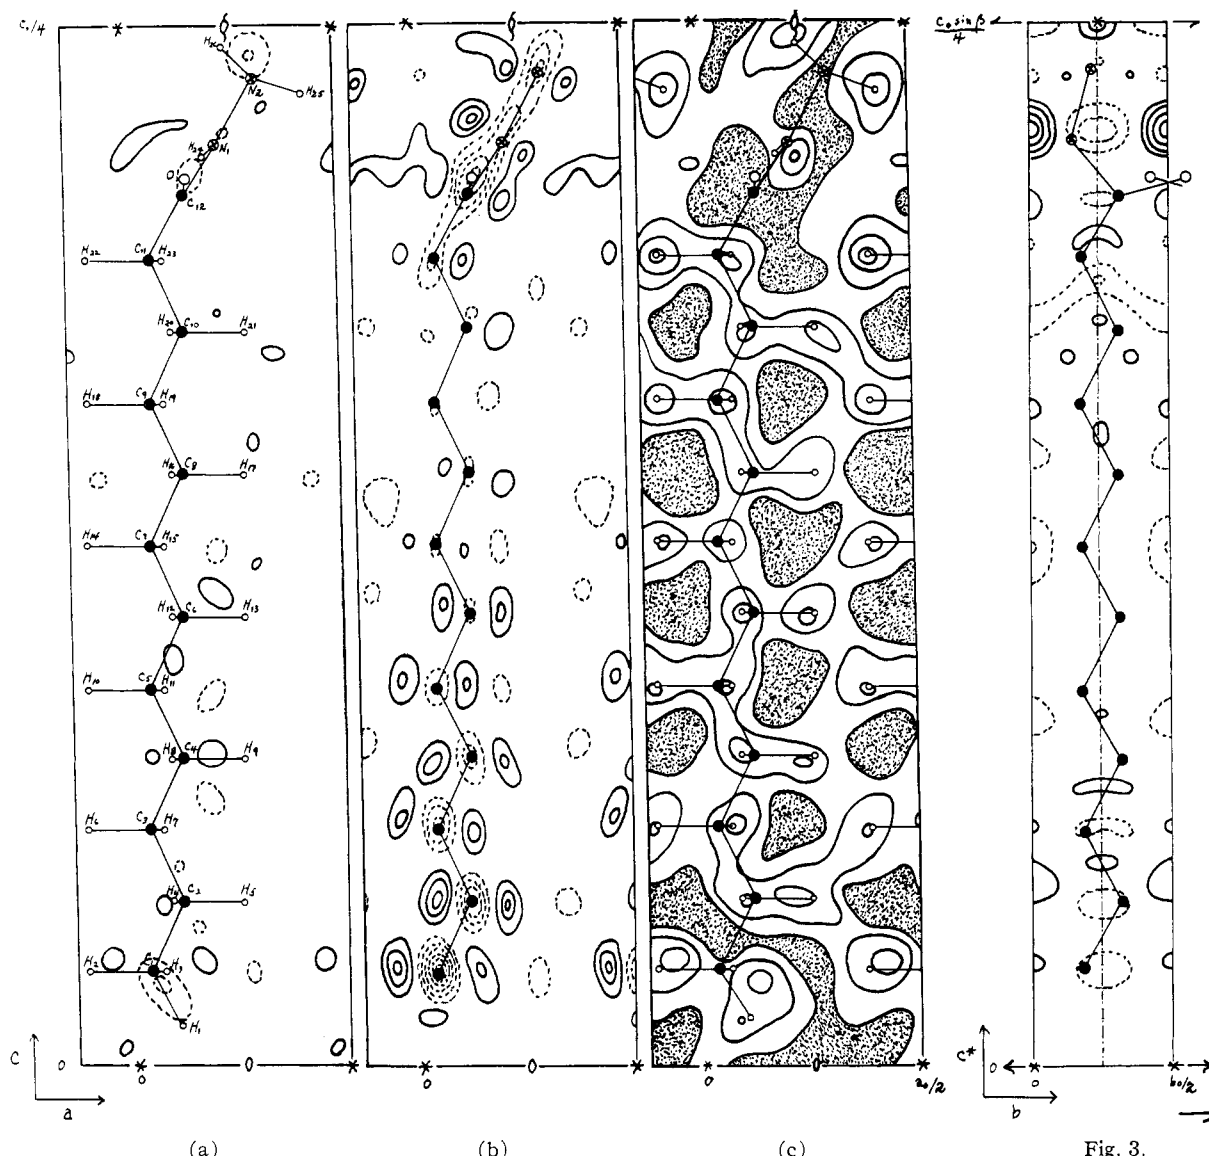 c₀/4
c₀ sin β
4
H₂₆
N₂
H₂₅
H₂₄
N₁
C₁₂
H₂₂ C₁₁ H₂₃
H₂₀ C₁₀ H₂₁
H₁₈ C₉ H₁₉
H₁₆ C₈ H₁₇
H₁₄ C₇ H₁₅
H₁₂ C₆ H₁₃
H₁₀ C₅ H₁₁
H₈ C₄ H₉
H₆ C₃ H₇
H₄ C₂ H₅
H₂ C₁ H₃
H₁
C 0
0
a
0
0
a₀/2
C* 0
0
b₀/2
b
(a) (b) (c) Fig. 3.